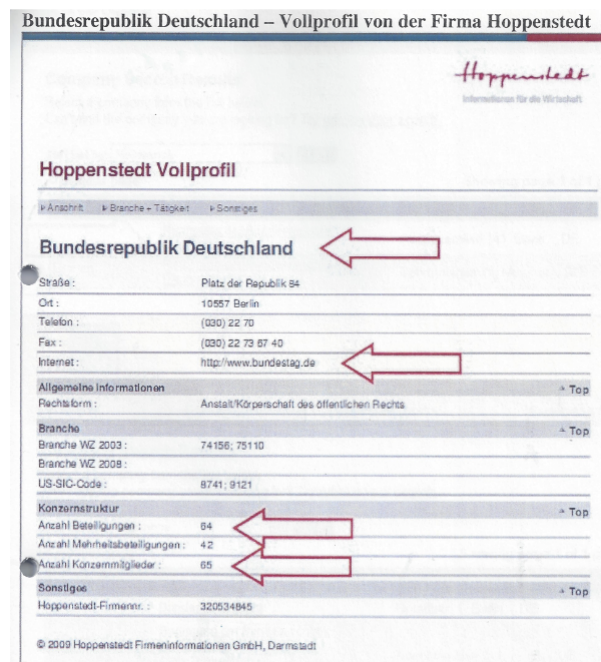 Bundesrepublik Deutschland – Vollprofil von der Firma Hoppenstedt
Hoppenstedt
Informationen für die Wirtschaft
Hoppenstedt Vollprofil
Anschrift Branche + Tätigkeit Sonstiges
Bundesrepublik Deutschland
Straße : Platz der Republik
Ort : 10557 Berlin
Telefon : (030) 22 70
Fax : (030) 22 73 67 40
Internet : http://www.bundestag.de
Allgemeine Informationen Top
Rechtsform : Anstalt/Körperschaft des öffentlichen Rechts
Branche Top
Branche WZ 2003 : 74156; 75110
Branche WZ 2008 :
US-SIC-Code : 8741; 9121
Konzernstruktur Top
Anzahl Beteiligungen : 64
Anzahl Mehrheitsbeteiligungen : 42
Anzahl Konzernmitglieder : 65
Sonstiges Top
Hoppenstedt-Firmennr. : 320534845
© 2009 Hoppenstedt Firmeninformationen GmbH, Darmstadt